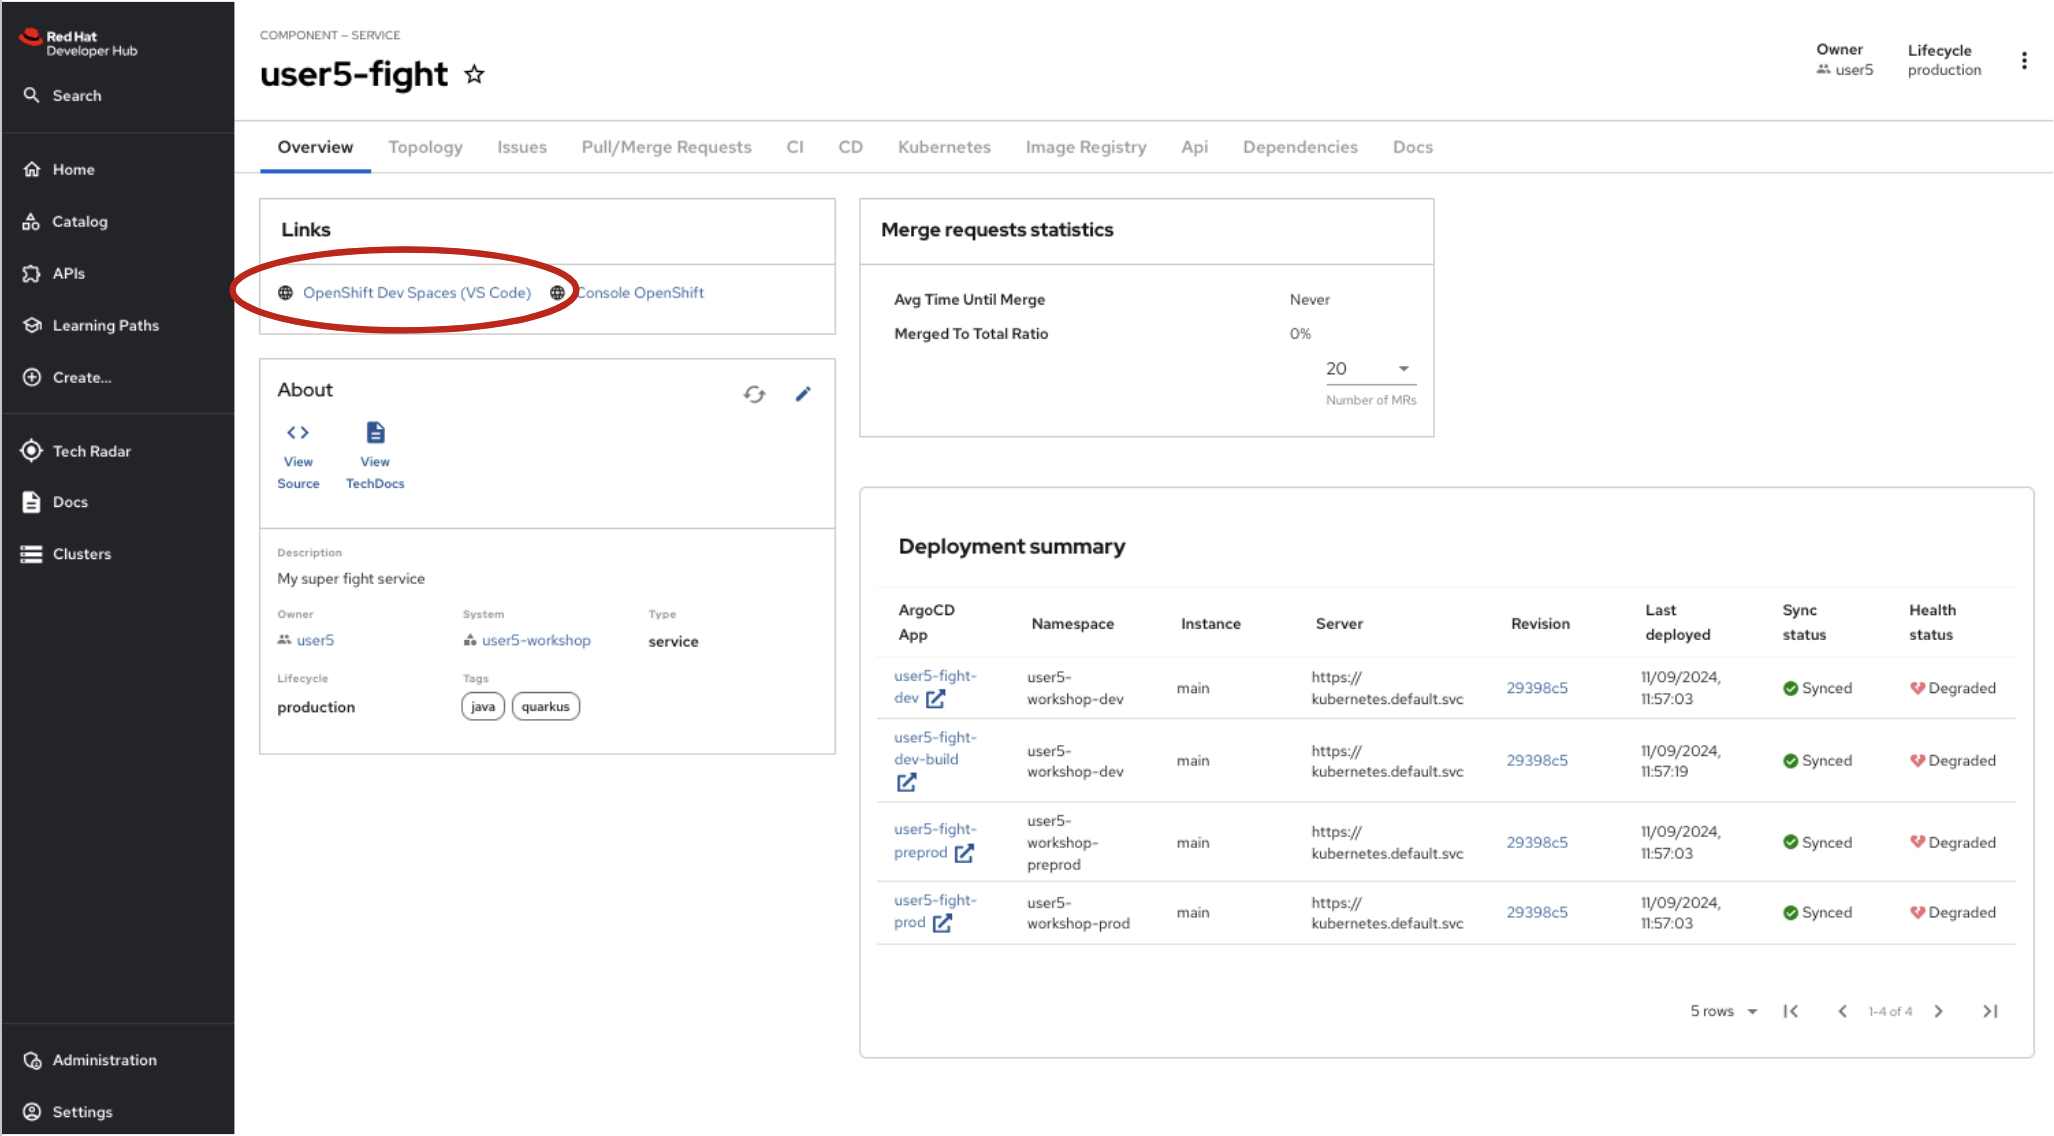 Red Hat
Developer Hub
Search
Home
Catalog
APIs
Learning Paths
Create...
Tech Radar
Docs
Clusters
Administration
Settings
COMPONENT — SERVICE
user5-fight
Owner
user5
Lifecycle
production
Overview
Topology
Issues
Pull/Merge Requests
CI
CD
Kubernetes
Image Registry
Api
Dependencies
Docs
Links
OpenShift Dev Spaces (VS Code)
Console OpenShift
About
View
Source
View
TechDocs
Description
My super fight service
Owner
user5
System
user5-workshop
Type
service
Lifecycle
production
Tags
java
quarkus
Merge requests statistics
Avg Time Until Merge
Never
Merged To Total Ratio
0%
20
Number of MRs
Deployment summary
ArgoCD
App
Namespace
Instance
Server
Revision
Last
deployed
Sync
status
Health
status
user5-fight-
dev
user5-
workshop-dev
main
https://
kubernetes.default.svc
29398c5
11/09/2024,
11:57:03
Synced
Degraded
user5-fight-
dev-build
user5-
workshop-dev
main
https://
kubernetes.default.svc
29398c5
11/09/2024,
11:57:19
Synced
Degraded
user5-fight-
preprod
user5-
workshop-
preprod
main
https://
kubernetes.default.svc
29398c5
11/09/2024,
11:57:03
Synced
Degraded
user5-fight-
prod
user5-
workshop-prod
main
https://
kubernetes.default.svc
29398c5
11/09/2024,
11:57:03
Synced
Degraded
5 rows
1-4 of 4